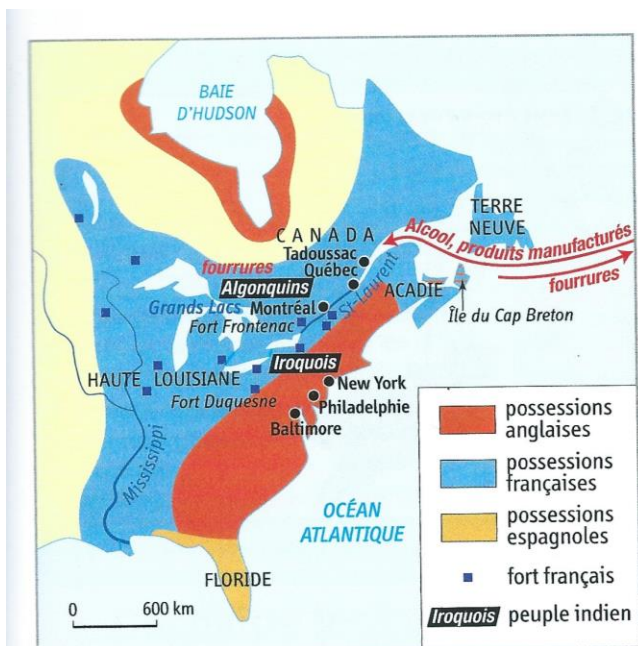 BAIE
D'HUDSON
TERRE
NEUVE
CANADA
Alcool, produits manufacturés
Tadoussac
fourrures
Québec
fourrures
Algonquins
St-Laurent
ACADIE
Grands Lacs
Montréal
Île du Cap Breton
Fort Frontenac
Iroquois
HAUTE LOUISIANE
New York
Fort Duquesne
Philadelphie
Baltimore
Mississippi
OCÉAN
ATLANTIQUE
FLORIDE
0 600 km
possessions
anglaises
possessions
françaises
possessions
espagnoles
fort français
Iroquois peuple indien